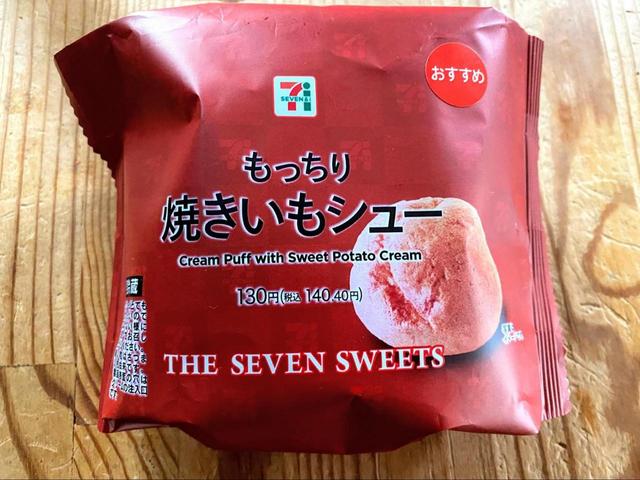 おすすめ
SEVEN & i
もっちり
焼きいもシュー
Cream Puff with Sweet Potato Cream
130円(税込 140.40円)
THE SEVEN SWEETS